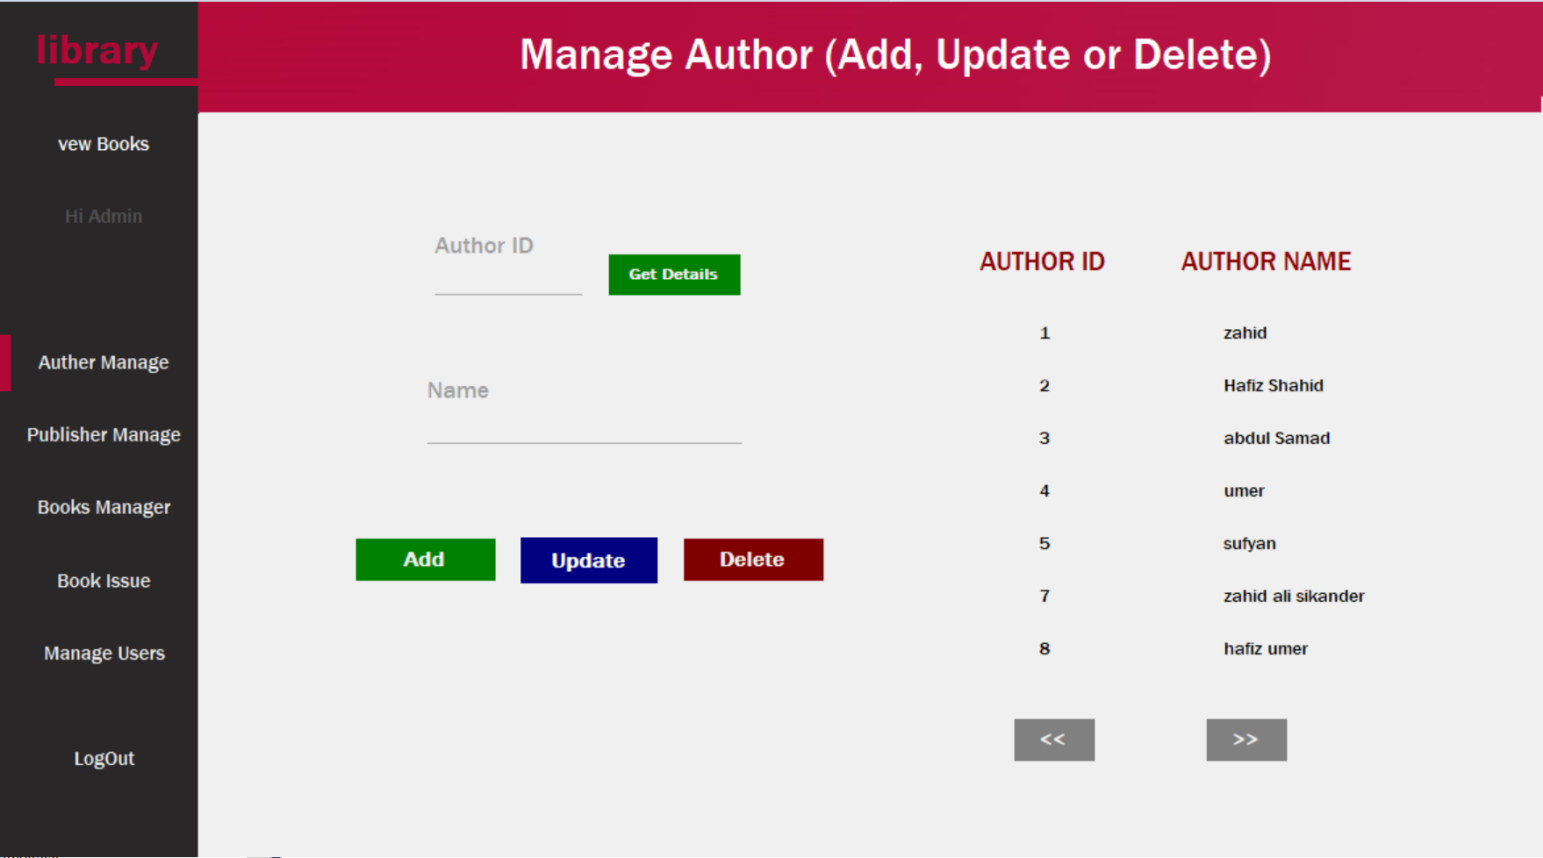 library
vew Books
Hi Admin
Auther Manage
Publisher Manage
Books Manager
Book Issue
Manage Users
LogOut
Manage Author (Add, Update or Delete)
Author ID
Get Details
Name
Add Update Delete
AUTHOR ID AUTHOR NAME
1 zahid
2 Hafiz Shahid
3 abdul Samad
4 umer
5 sufyan
7 zahid ali sikander
8 hafiz umer
<< >>